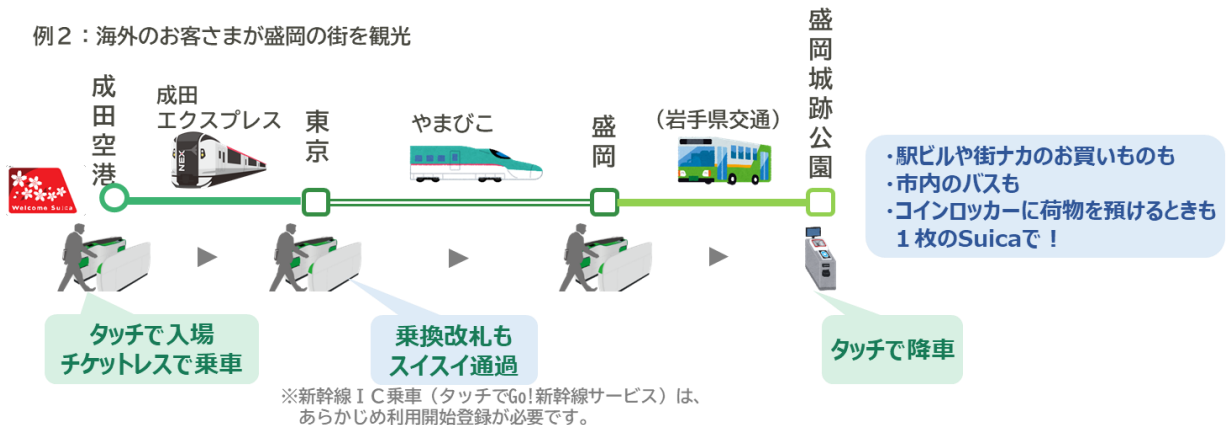 例２：海外のお客さまが盛岡の街を観光
成田空港
成田
エクスプレス
東京
やまびこ
盛岡
（岩手県交通）
盛岡城跡公園
Welcome Suica
NEX
・駅ビルや街ナカのお買いものも
・市内のバスも
・コインロッカーに荷物を預けるときも
１枚のSuicaで！
タッチで入場
チケットレスで乗車
乗換改札も
スイスイ通過
タッチで降車
※新幹線ＩＣ乗車（タッチでGo!新幹線サービス）は、
あらかじめ利用開始登録が必要です。